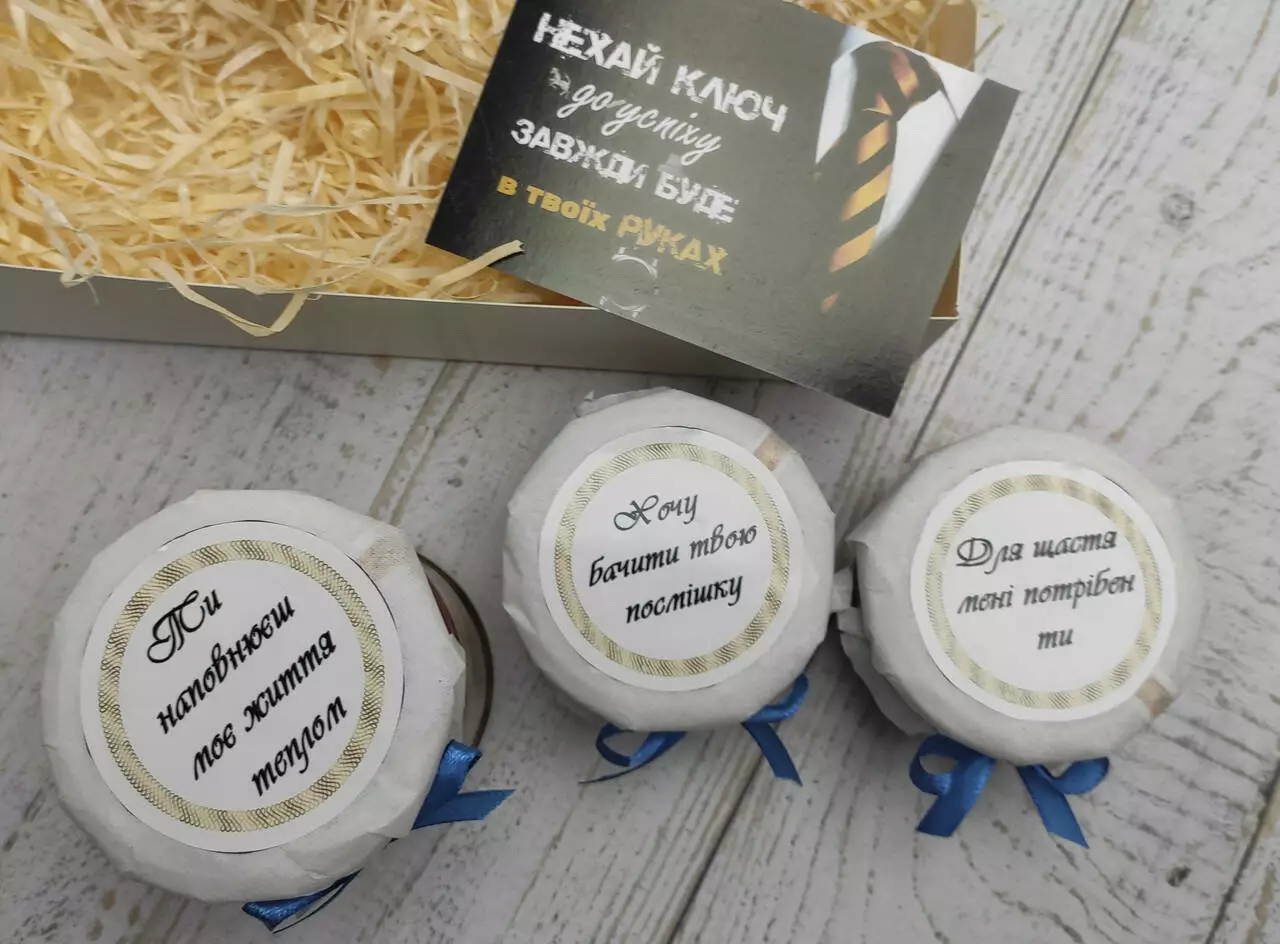 НЕХАЙ КЛЮЧ
до успіху
ЗАВЖДИ БУДЕ
в твоїх РУКАХ
Ти
наповнюєш
моє життя
теплом
Хочу
бачити твою
посмішку
Для щастя
мені потрібен
ти